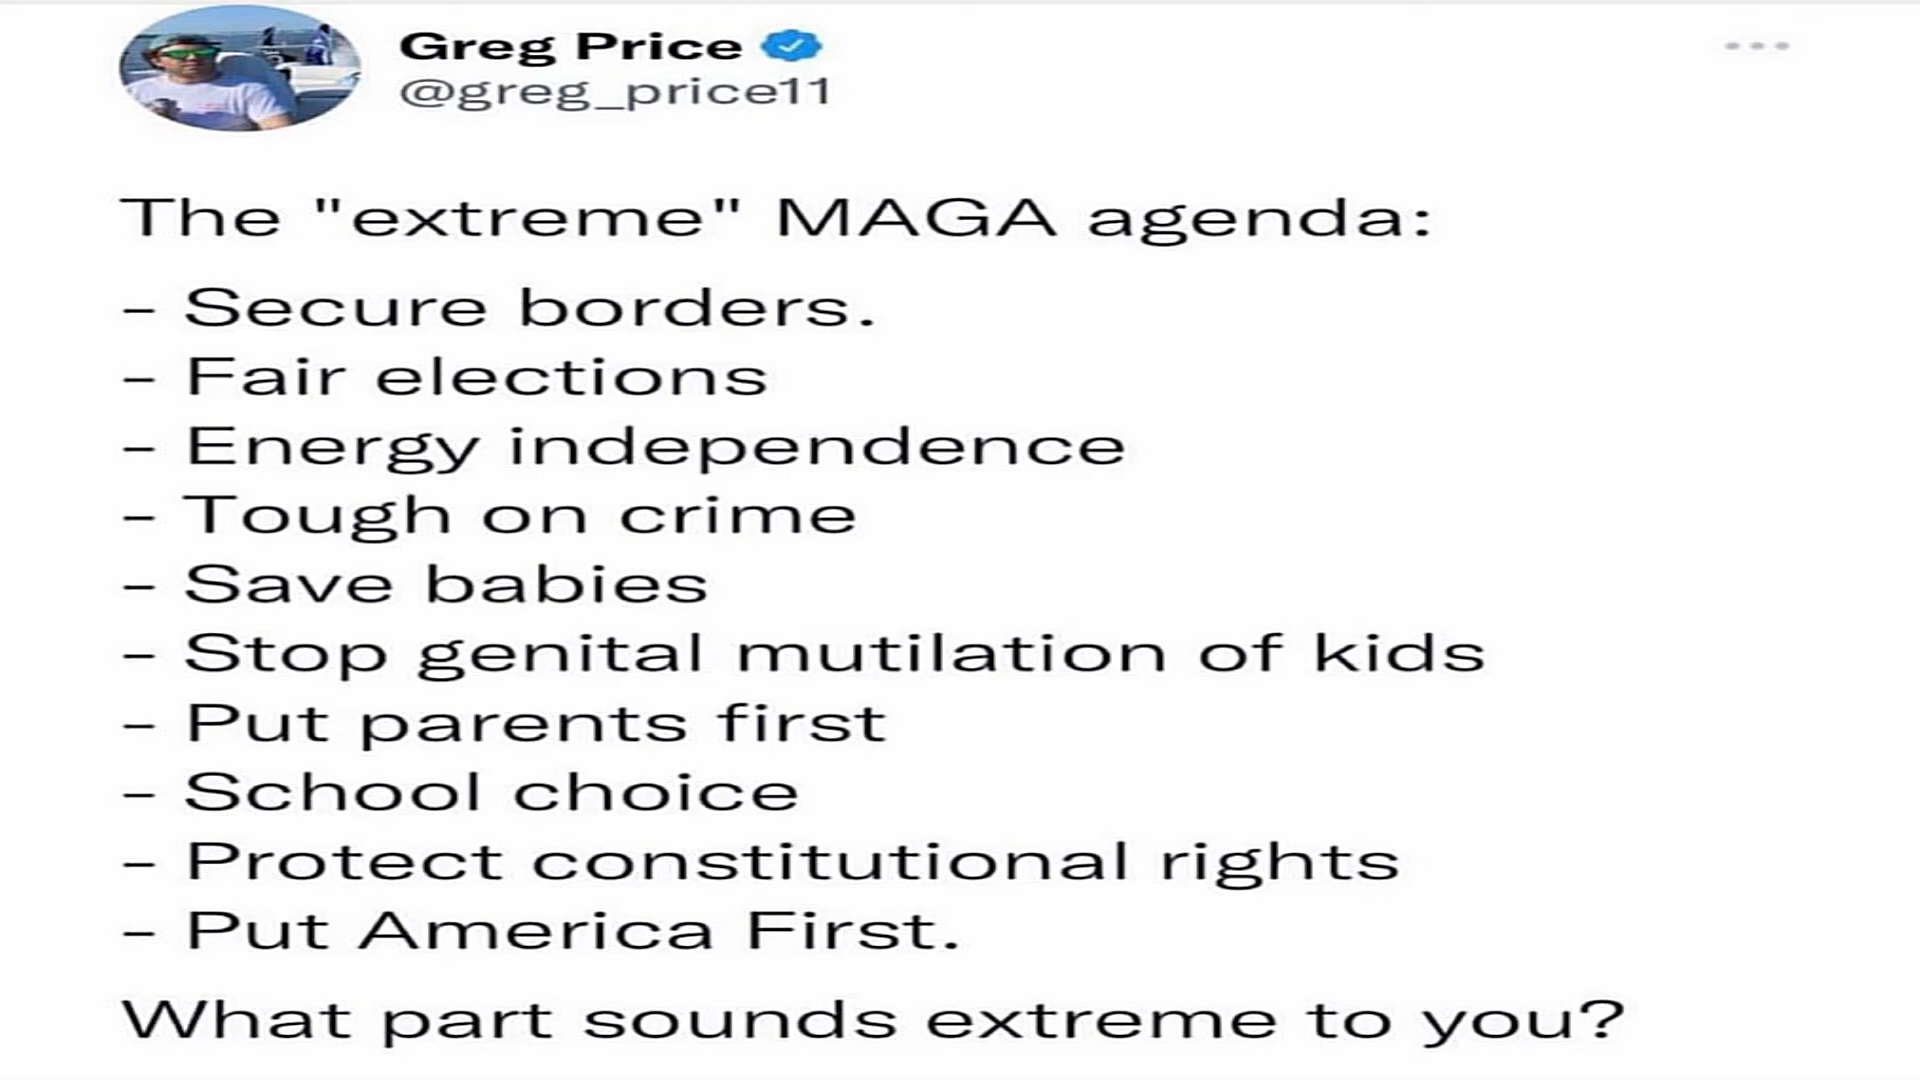 Greg Price
@greg_price11
The "extreme" MAGA agenda:
- Secure borders.
- Fair elections
- Energy independence
- Tough on crime
- Save babies
- Stop genital mutilation of kids
- Put parents first
- School choice
- Protect constitutional rights
- Put America First.
What part sounds extreme to you?